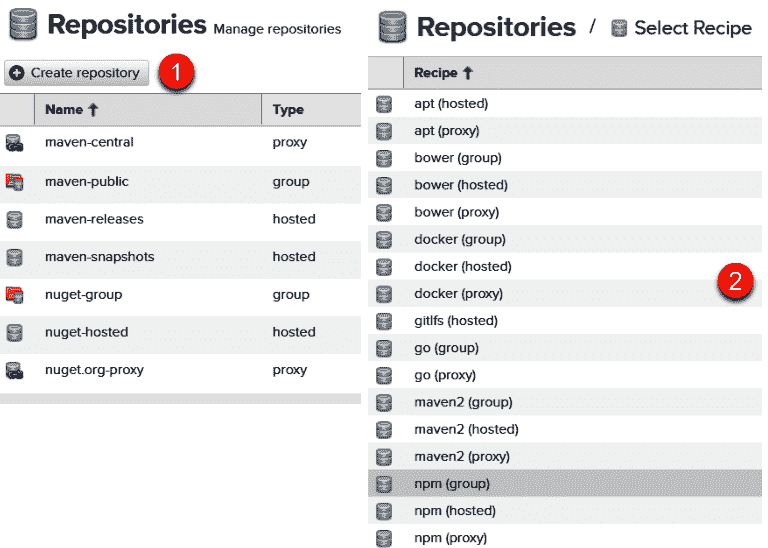 Repositories Manage repositories
Create repository 1
Name Type
maven-central proxy
maven-public group
maven-releases hosted
maven-snapshots hosted
nuget-group group
nuget-hosted hosted
nuget.org-proxy proxy
Repositories / Select Recipe
Recipe
apt (hosted)
apt (proxy)
bower (group)
bower (hosted)
bower (proxy)
docker (group)
docker (hosted)
2
docker (proxy)
gitlfs (hosted)
go (group)
go (proxy)
maven2 (group)
maven2 (hosted)
maven2 (proxy)
npm (group)
npm (hosted)
npm (proxy)